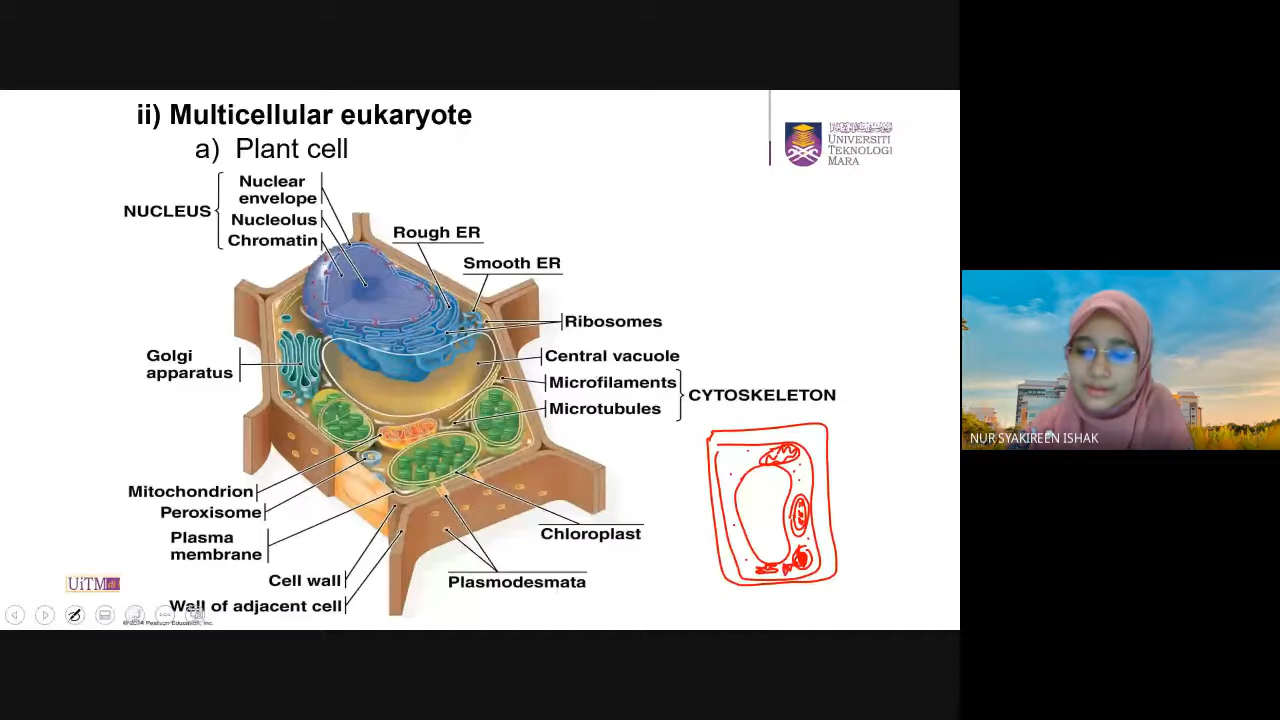 ii) Multicellular eukaryote
a) Plant cell
UNIVERSITI
TEKNOLOGI
MARA
Nuclear
envelope
NUCLEUS
Nucleolus
Chromatin
Rough ER
Smooth ER
Ribosomes
Golgi
apparatus
Central vacuole
Microfilaments
CYTOSKELETON
Microtubules
Mitochondrion
Peroxisome
Plasma
membrane
Chloroplast
Cell wall
Plasmodesmata
Wall of adjacent cell
UiTM
© 2014 Pearson Education, Inc.
NUR SYAKIREEN ISHAK